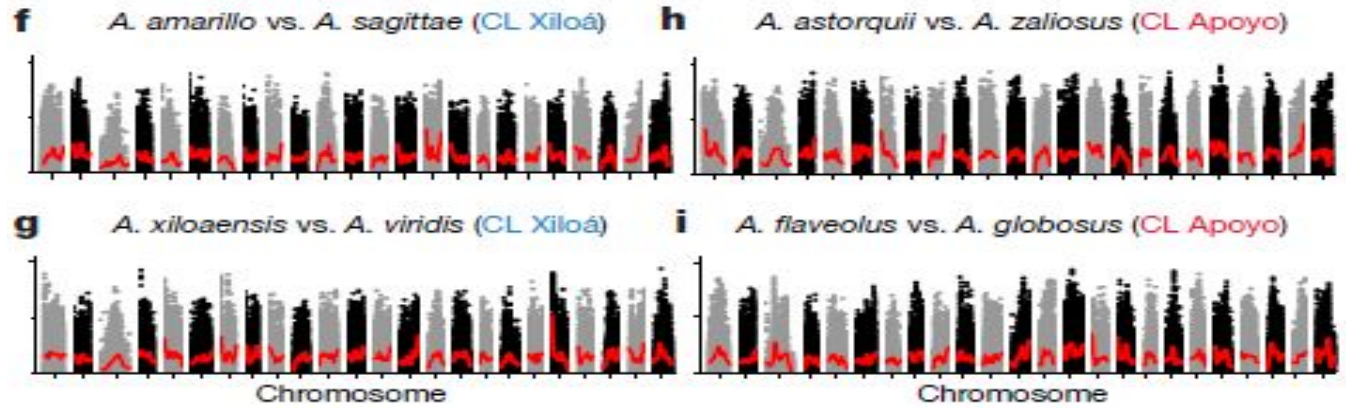 f A. amarillo vs. A. sagittae (CL Xiloá)
h A. astorquii vs. A. zaliosus (CL Apoyo)
g A. xiloaensis vs. A. viridis (CL Xiloá)
i A. flaveolus vs. A. globosus (CL Apoyo)
Chromosome
Chromosome